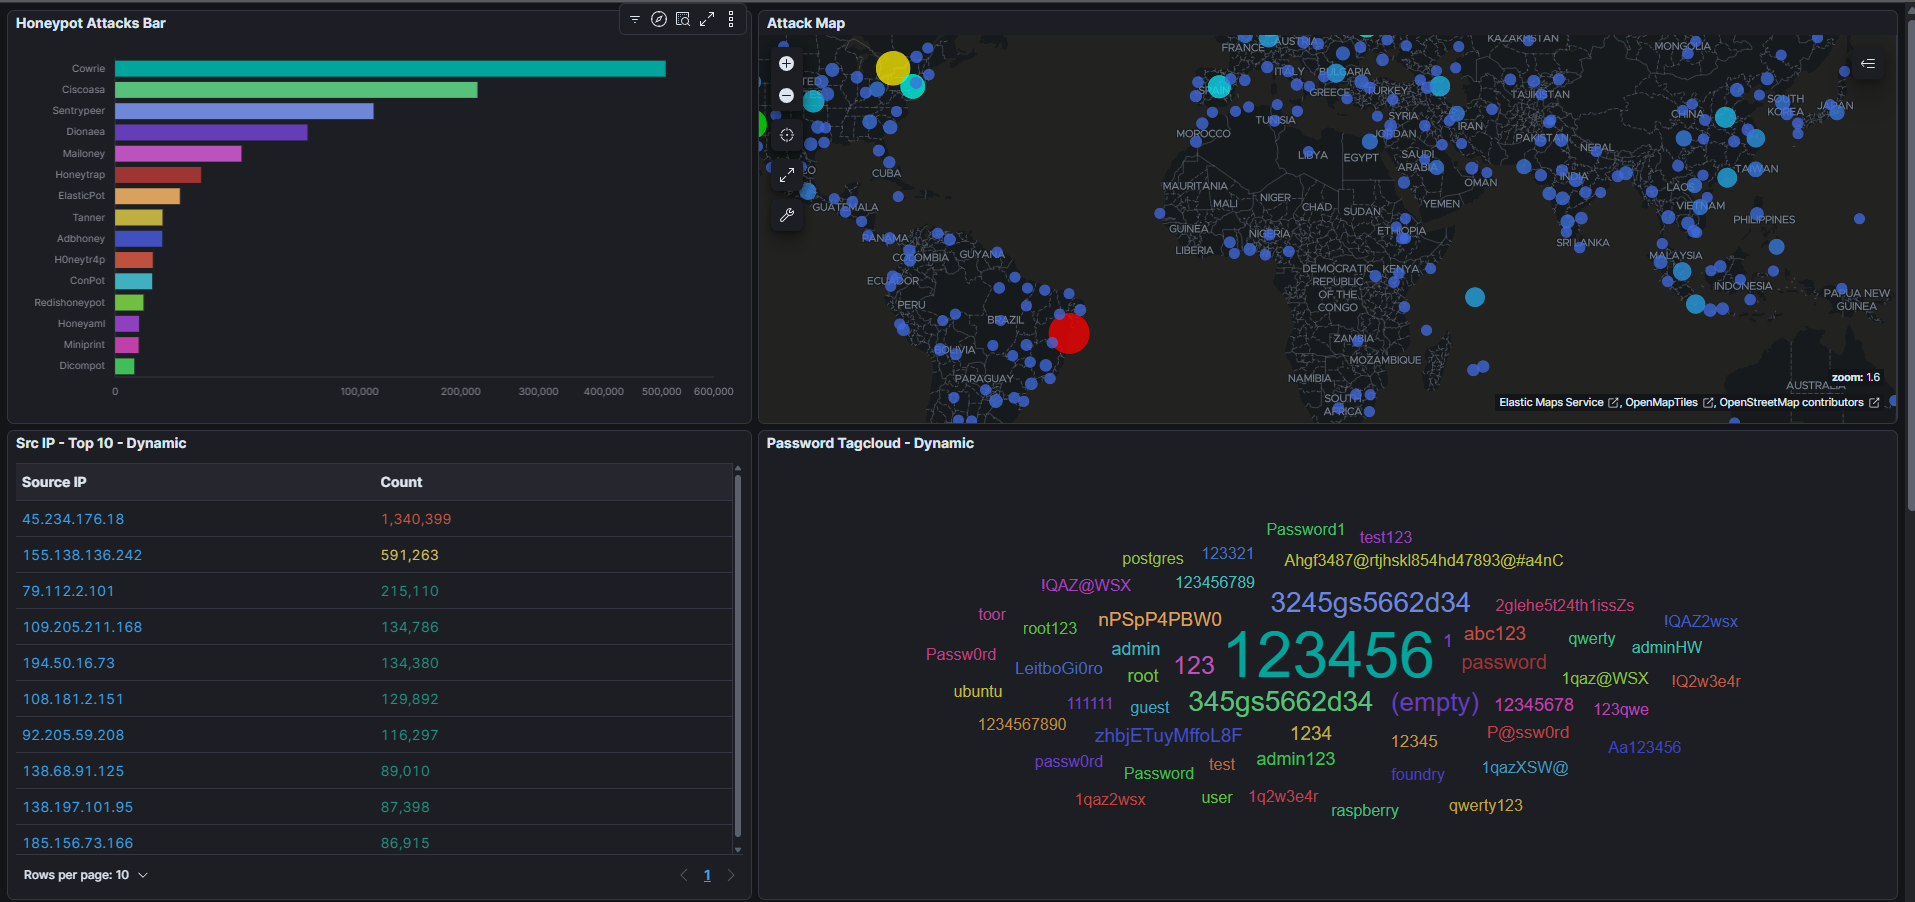 Honeypot Attacks Bar
Cowrie
Ciscoasa
Sentrypeer
Dionaea
Mailoney
Honeytrap
ElasticPot
Tanner
Adbhoney
H0neytr4p
ConPot
Redishoneypot
Honeyaml
Miniprint
Dicompot
0 100,000 200,000 300,000 400,000 500,000 600,000
Attack Map
KAZAKHSTAN
MONGOLIA
FRANCE
AUSTRIA
ITALY
BULGARIA
SPAIN
GREECE
TURKEY
TAJIKISTAN
SOUTH
KOREA
JAPAN
CHINA
TUNISIA
SYRIA
IRAN
MOROCCO
JORDAN
PAKISTAN
NEPAL
LIBYA
EGYPT
SAUDI
ARABIA
TAIWAN
CUBA
OMAN
INDIA
LAOS
MAURITANIA
MALI
NIGER
CHAD
SUDAN
YEMEN
VIETNAM
GUATEMALA
PHILIPPINES
GUINEA
NIGERIA
ETHIOPIA
PANAMA
LIBERIA
SRI LANKA
COLOMBIA
GUYANA
MALAYSIA
DEMOCRATIC
REPUBLIC
OF THE
CONGO
KENYA
ECUADOR
INDONESIA
PAPUA NEW
GUINEA
PERU
BRAZIL
ZAMBIA
BOLIVIA
MOZAMBIQUE
PARAGUAY
NAMIBIA
AUSTRALIA
SOUTH
AFRICA
zoom: 1.6
Elastic Maps Service , OpenMapTiles , OpenStreetMap contributors
Src IP - Top 10 - Dynamic
Source IP Count
45.234.176.18 1,340,399
155.138.136.242 591,263
79.112.2.101 215,110
109.205.211.168 134,786
194.50.16.73 134,380
108.181.2.151 129,892
92.205.59.208 116,297
138.68.91.125 89,010
138.197.101.95 87,398
185.156.73.166 86,915
Rows per page: 10
1
Password Tagcloud - Dynamic
Password1
test123
postgres
123321
Ahgf3487@rtjhskl854hd47893@#a4nC
!QAZ@WSX
123456789
3245gs5662d34
2glehe5t24th1issZs
toor
root123
nPSpP4PBW0
!QAZ2wsx
1
abc123
qwerty
adminHW
Passw0rd
admin
123456
LeitboGi0ro
root
123
password
1qaz@WSX
!Q2w3e4r
ubuntu
111111
guest
345gs5662d34
(empty)
12345678
123qwe
1234567890
zhbjETuyMffoL8F
1234
12345
P@ssw0rd
Aa123456
passw0rd
Password
test
admin123
foundry
1qazXSW@
1qaz2wsx
user
1q2w3e4r
raspberry
qwerty123